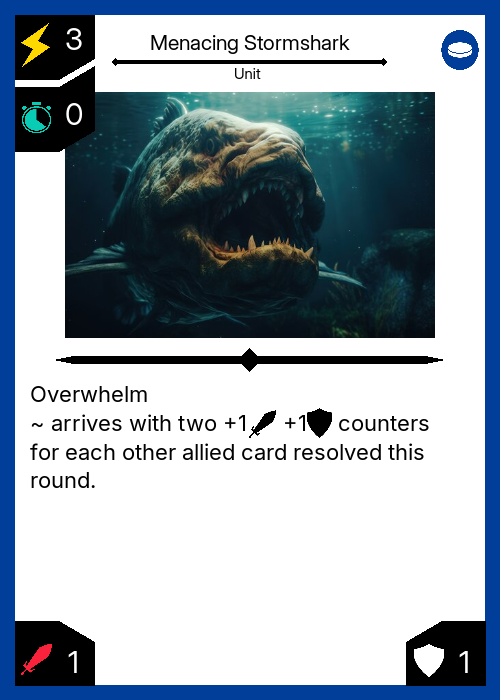 3
Menacing Stormshark
Unit
0
Overwhelm
~ arrives with two +1 +1 counters
for each other allied card resolved this
round.
1
1